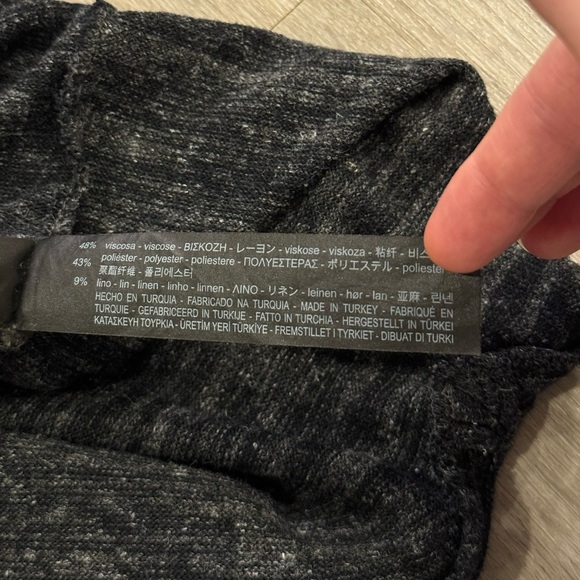 48% viscosa - viscose - ΒΙΣΚΟΖΗ - レーヨン - viskose - viskoza - 粘纤 -
43% poliéster - polyester - poliestere - ΠΟΛΥΕΣΤΕΡΑΣ - ポリエステル - poliester
聚酯纤维 - 폴리에스터
9% lino - lin - linen - linho - linnen - ΛΙΝΟ - リネン - leinen - hør - lan - 亚麻 - 린넨
HECHO EN TURQUIA - FABRICADO NA TURQUIA - MADE IN TURKEY - FABRIQUÉ EN
TURQUIE - GEFABRICEERD IN TURKIJE - FATTO IN TURCHIA - HERGESTELLT IN TÜRKEI
ΚΑΤΑΣΚΕΥΗ ΤΟΥΡΚΙΑ - ÜRETİM YERİ TÜRKİYE - FREMSTILLET I TYRKIET - DIBUAT DI TURKI